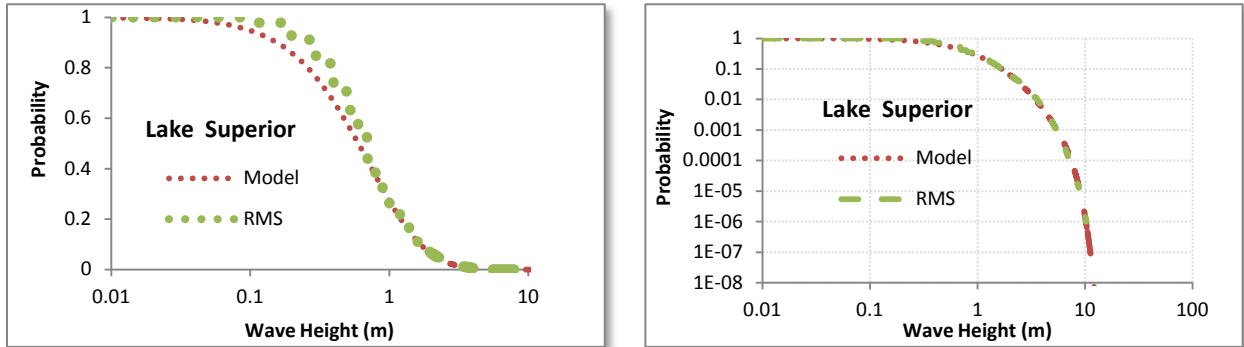 1
0.8
0.6
0.4
0.2
0
Probability
Lake Superior
Model
RMS
0.01
0.1
1
10
Wave Height (m)
1
0.1
0.01
0.001
0.0001
1E-05
1E-06
1E-07
1E-08
Probability
Lake Superior
Model
RMS
0.01
0.1
1
10
100
Wave Height (m)